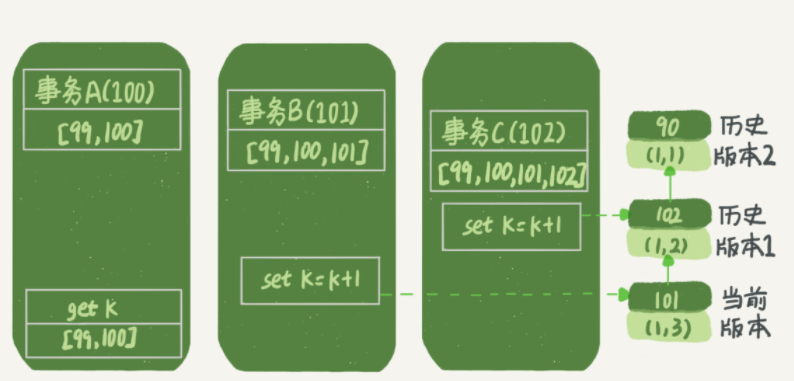 事务A(100)
[99,100]
get k
[99,100]
事务B(101)
[99,100,101]
set k=k+1
事务C(102)
[99,100,101,102]
set k=k+1
90
(1,1)
历史
版本2
102
(1,2)
历史
版本1
101
(1,3)
当前
版本